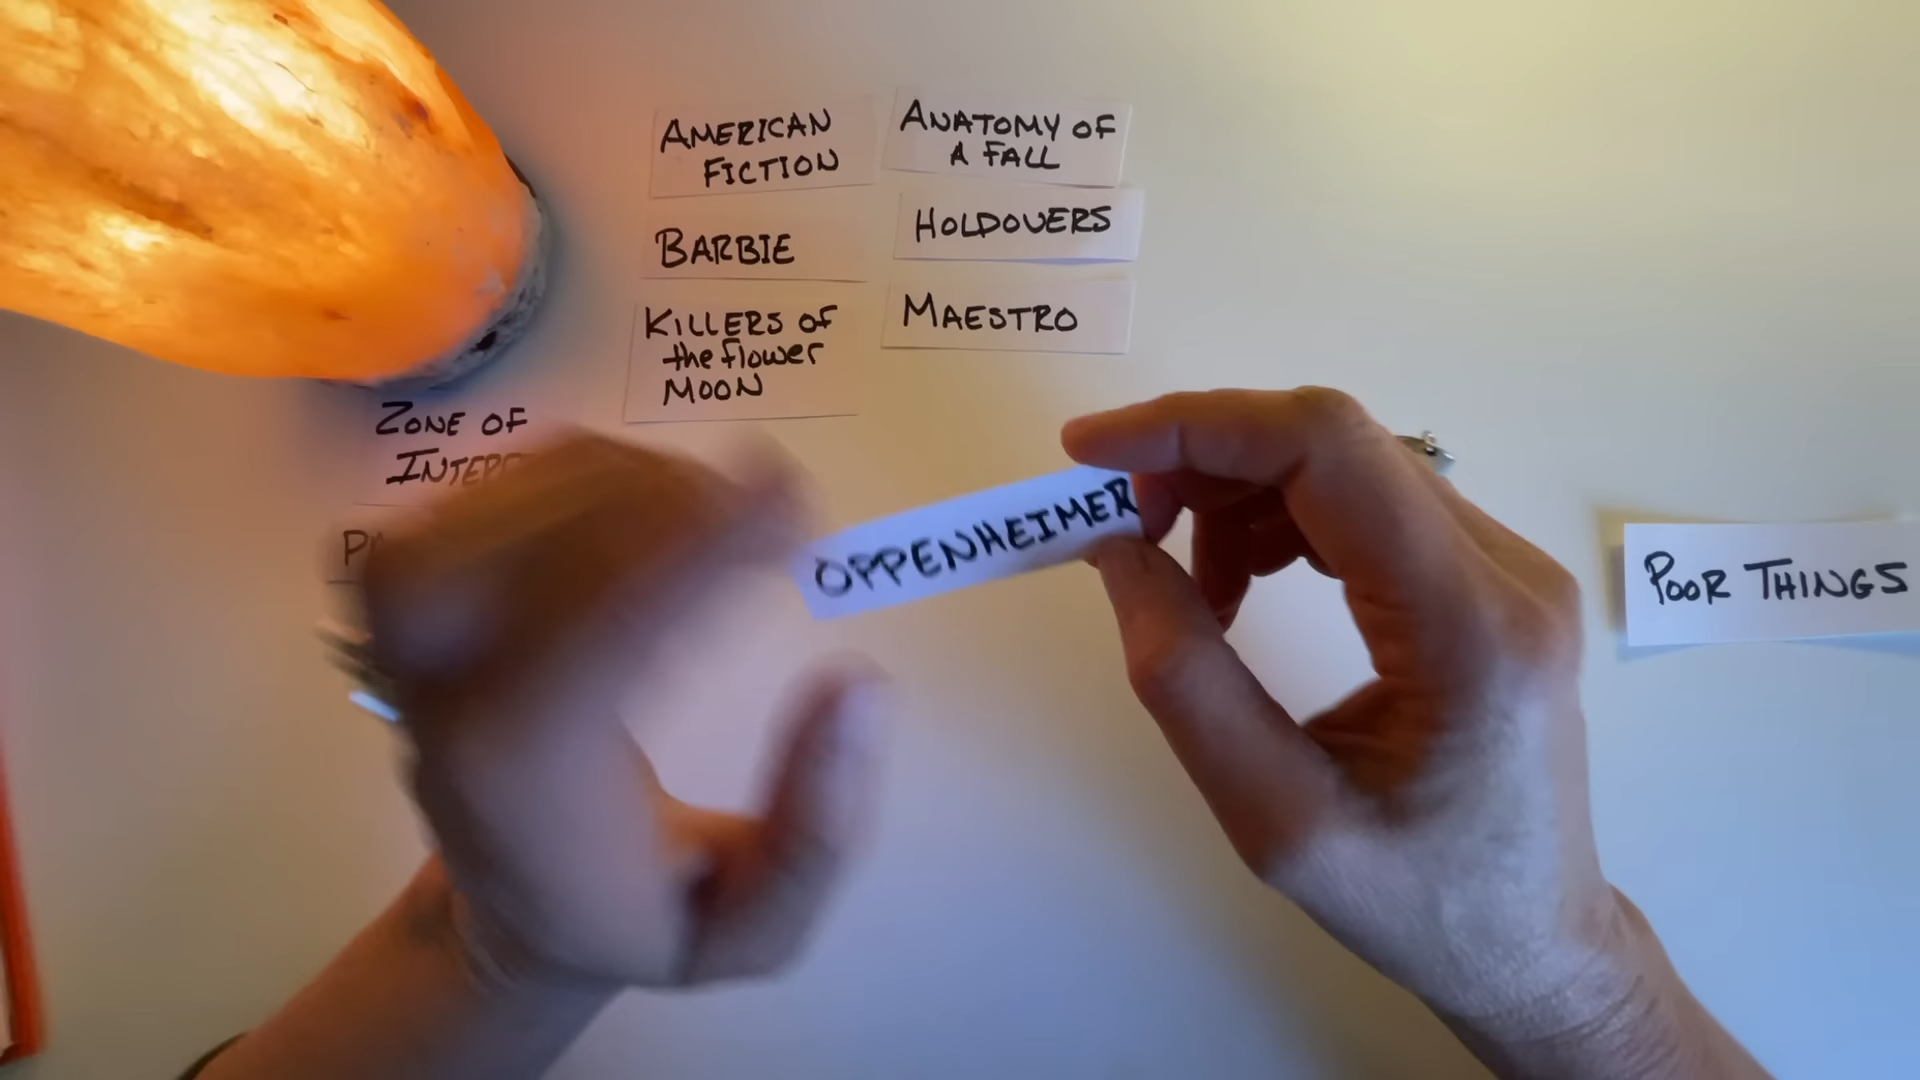 AMERICAN
FICTION
ANATOMY OF
A FALL
BARBIE
HOLDOVERS
KILLERS OF
the flower
MOON
MAESTRO
ZONE OF
OPPENHEIMER
POOR THINGS